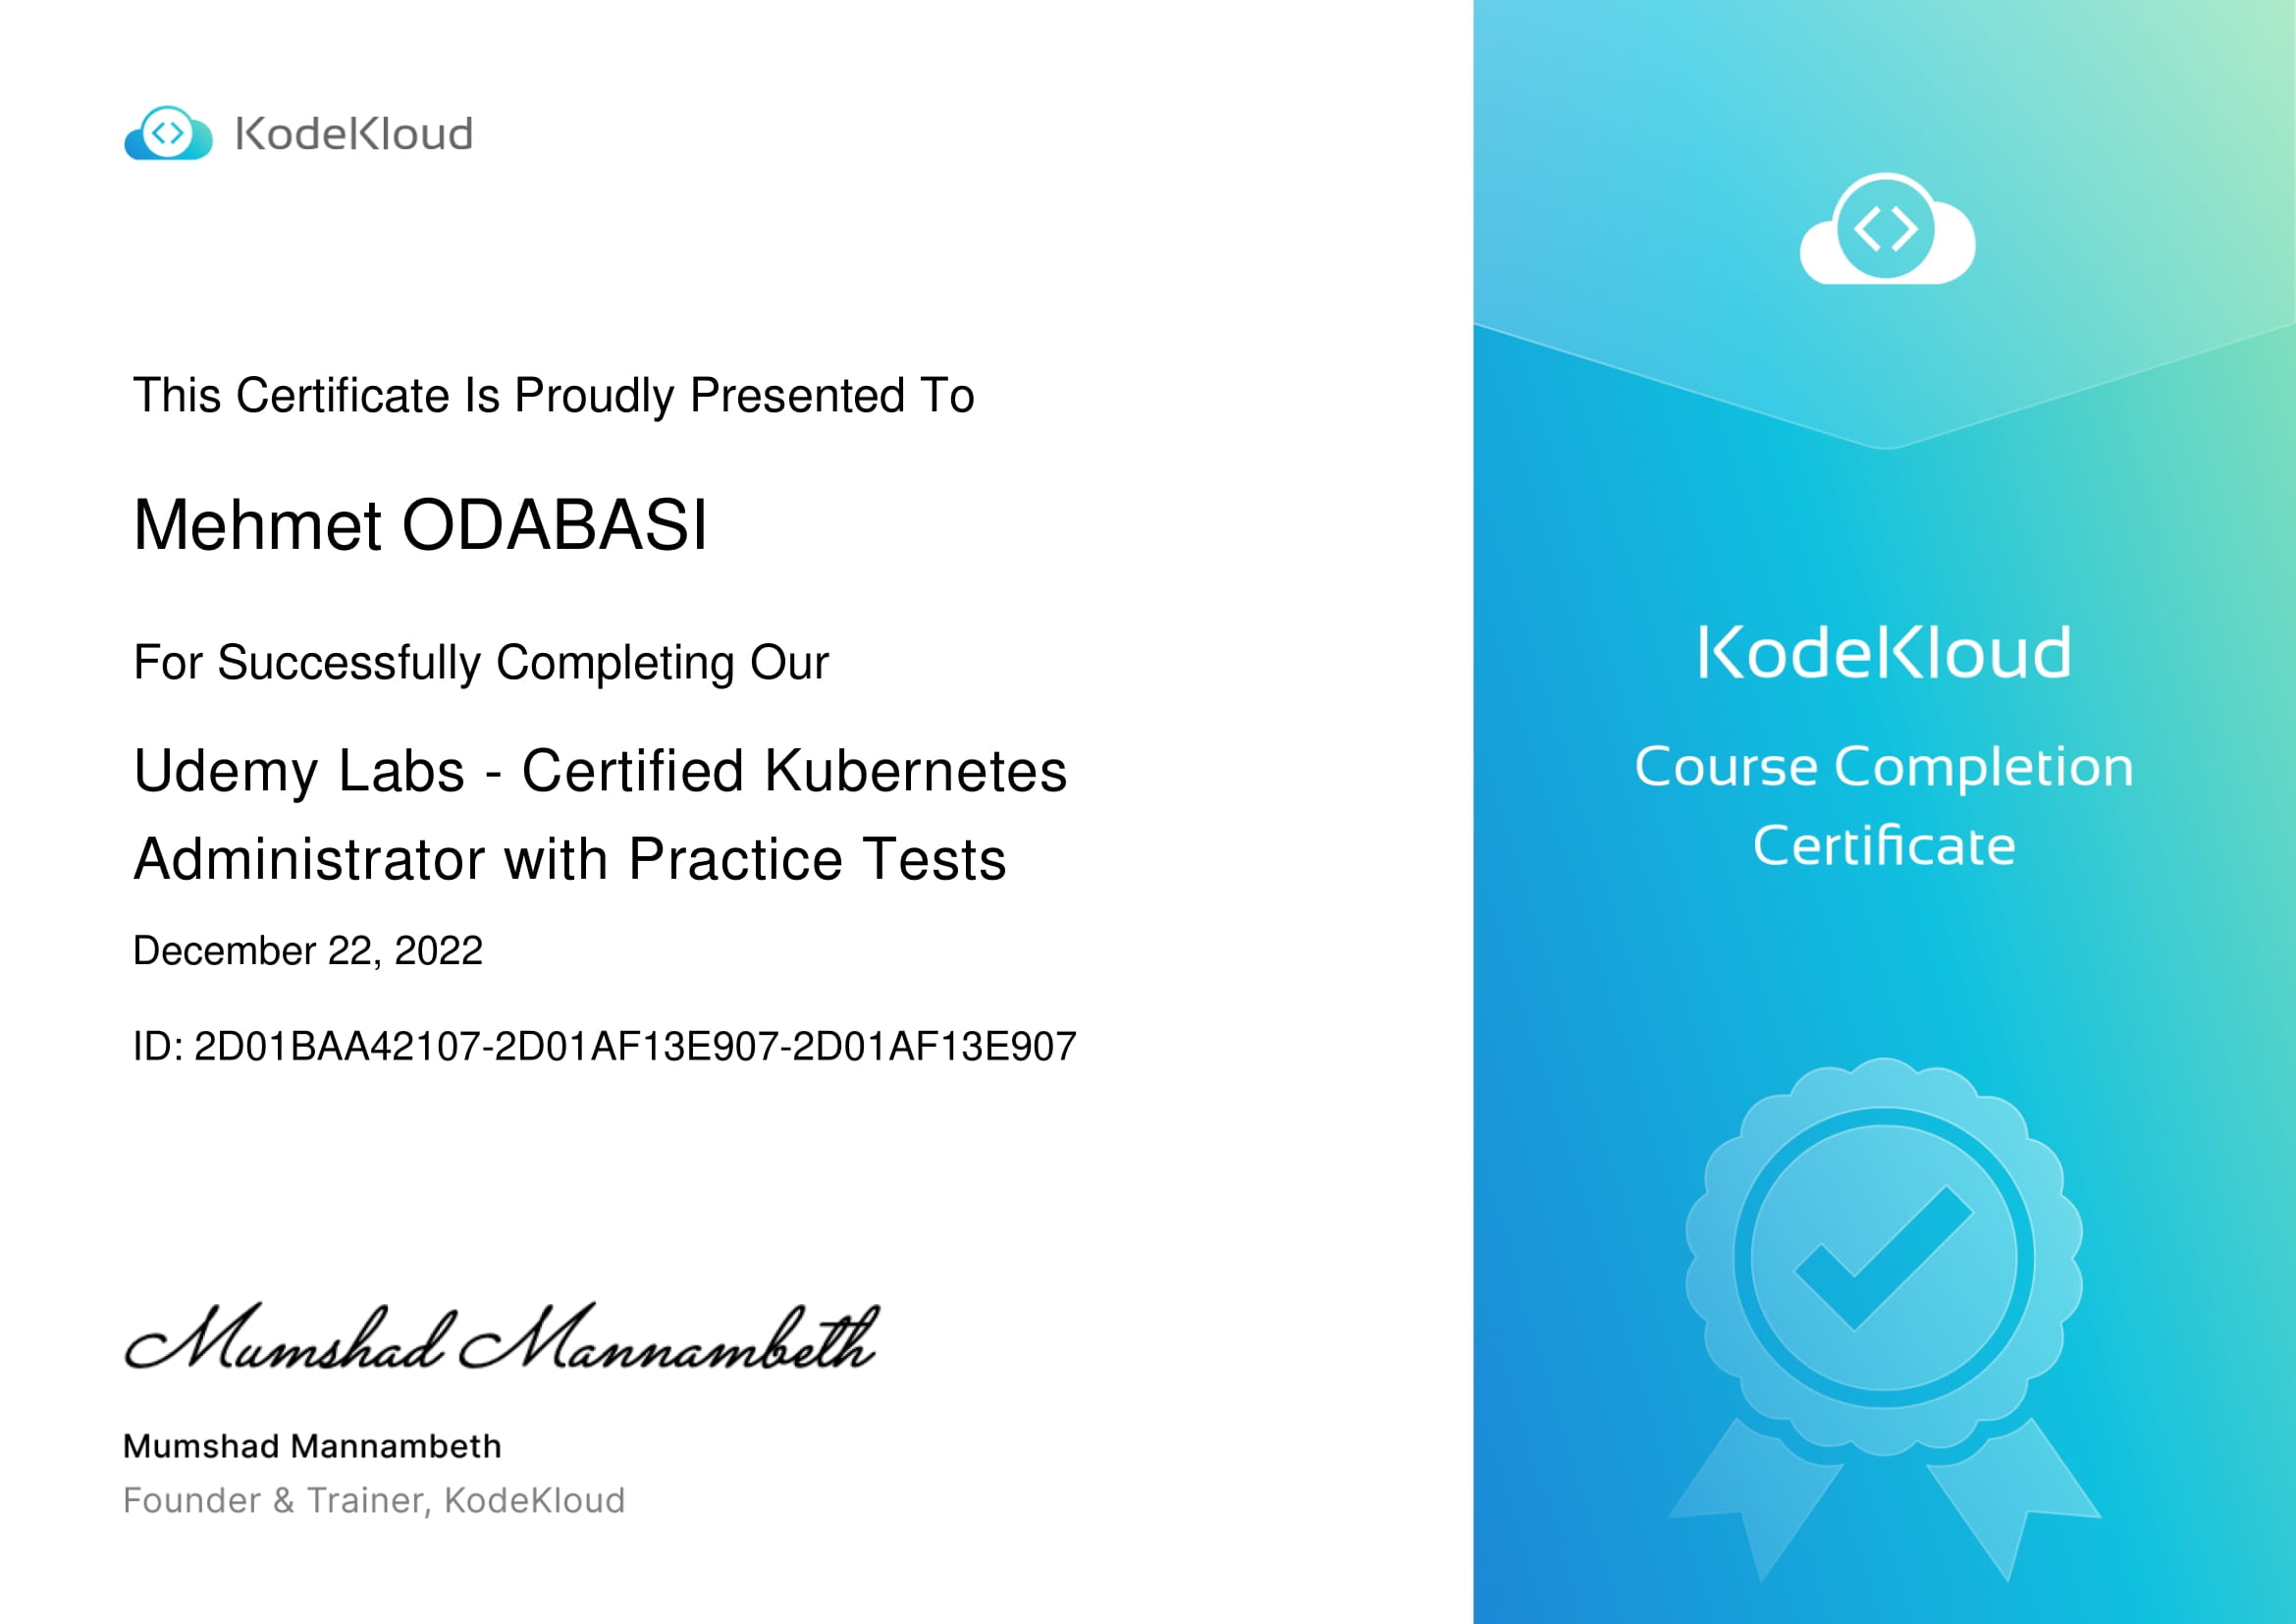 KodeKloud
This Certificate Is Proudly Presented To
Mehmet ODABASI
For Successfully Completing Our
Udemy Labs - Certified Kubernetes
Administrator with Practice Tests
December 22, 2022
ID: 2D01BAA42107-2D01AF13E907-2D01AF13E907
Mumshad Mannambeth
Mumshad Mannambeth
Founder & Trainer, KodeKloud
KodeKloud
Course Completion
Certificate